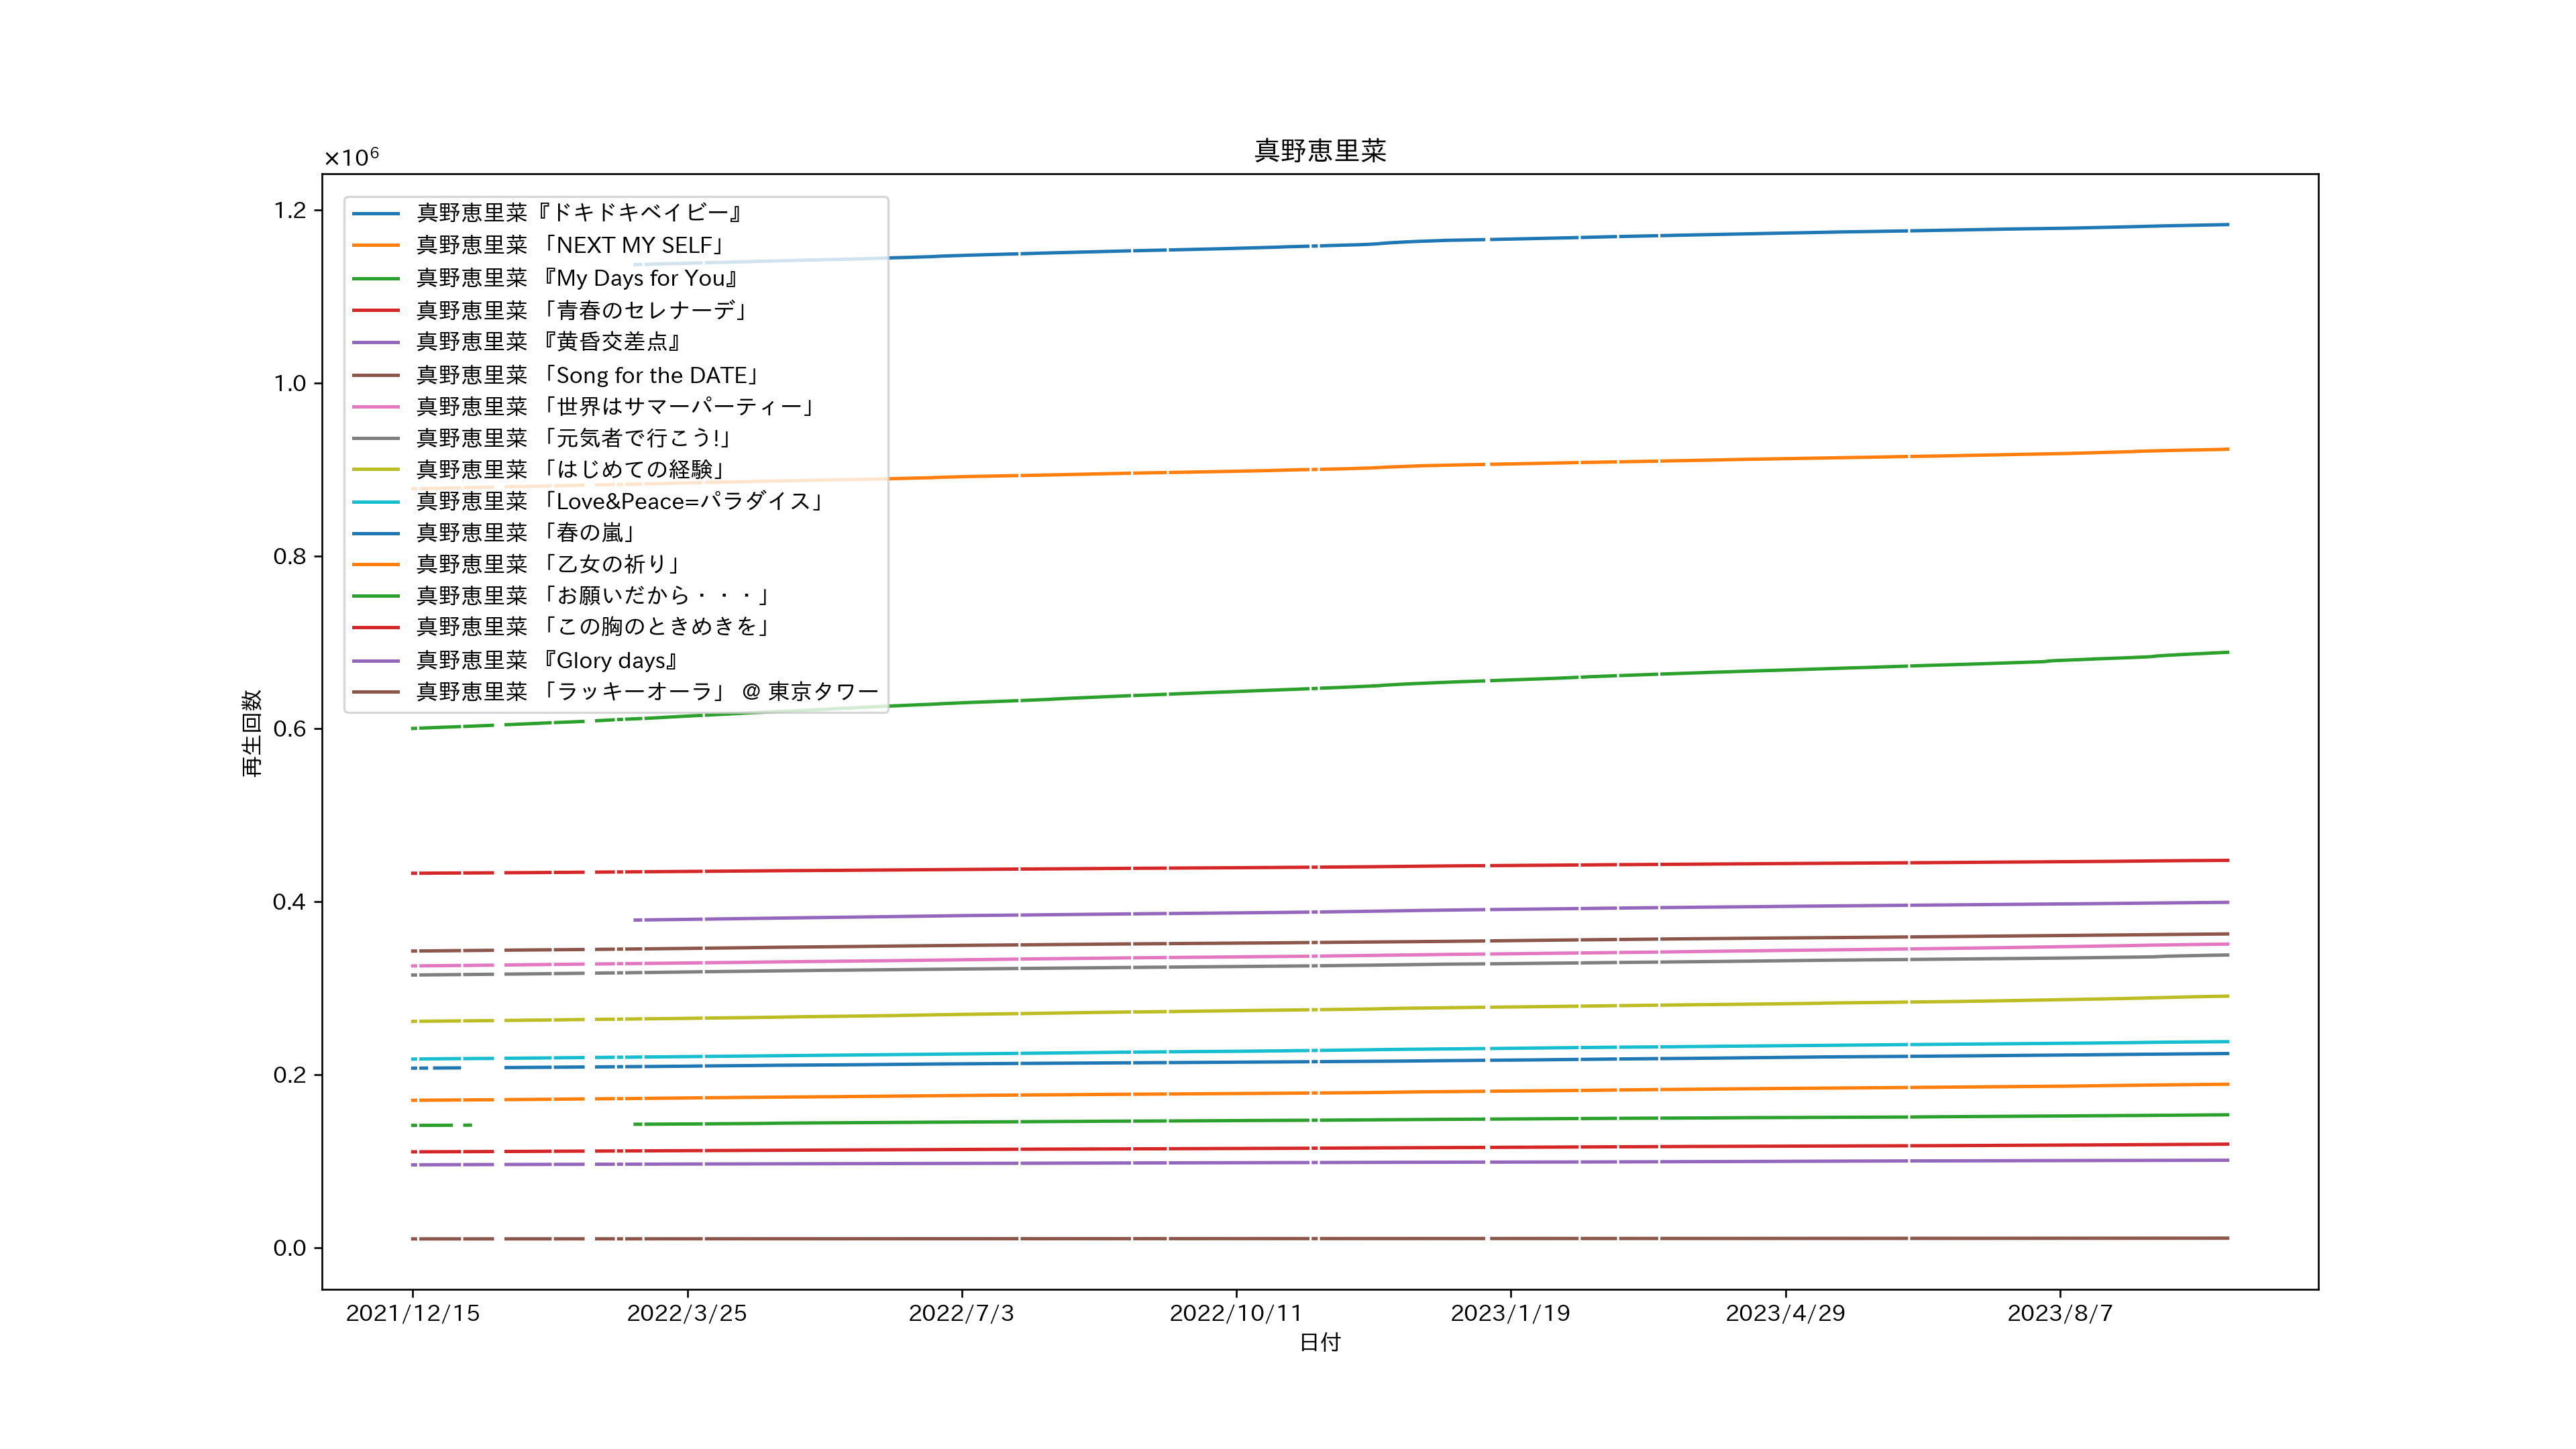 真野恵里菜
×10⁶
1.2
1.0
0.8
0.6
0.4
0.2
0.0
再生回数
真野恵里菜『ドキドキベイビー』
真野恵里菜 「NEXT MY SELF」
真野恵里菜 『My Days for You』
真野恵里菜 「青春のセレナーデ」
真野恵里菜 『黄昏交差点』
真野恵里菜 「Song for the DATE」
真野恵里菜 「世界はサマーパーティー」
真野恵里菜 「元気者で行こう!」
真野恵里菜 「はじめての経験」
真野恵里菜 「Love&Peace=パラダイス」
真野恵里菜 「春の嵐」
真野恵里菜 「乙女の祈り」
真野恵里菜 「お願いだから・・・」
真野恵里菜 「この胸のときめきを」
真野恵里菜 『Glory days』
真野恵里菜 「ラッキーオーラ」 @ 東京タワー
2021/12/15 2022/3/25 2022/7/3 2022/10/11 2023/1/19 2023/4/29 2023/8/7
日付